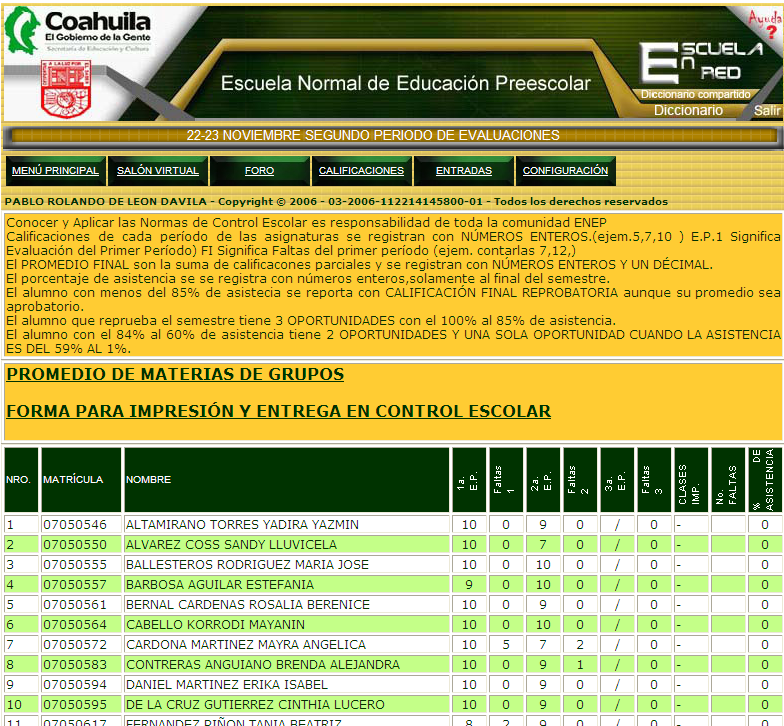 Coahuila
El Gobierno de la Gente
Secretaría de Educación y Cultura
Ayuda
?
ESCUELA
En
RED
Escuela Normal de Educación Preescolar
Diccionario compartido
Diccionario
Salir
22-23 NOVIEMBRE SEGUNDO PERIODO DE EVALUACIONES
MENÚ PRINCIPAL SALÓN VIRTUAL FORO CALIFICACIONES ENTRADAS CONFIGURACIÓN
PABLO ROLANDO DE LEON DAVILA - Copyright © 2006 - 03-2006-112214145800-01 - Todos los derechos reservados
Conocer y Aplicar las Normas de Control Escolar es responsabilidad de toda la comunidad ENEP
Calificaciones de cada período de las asignaturas se registran con NÚMEROS ENTEROS.(ejem.5,7,10 ) E.P.1 Significa
Evaluación del Primer Período) FI Significa Faltas del primer período (ejem. contarlas 7,12,)
El PROMEDIO FINAL son la suma de calificacones parciales y se registran con NÚMEROS ENTEROS Y UN DÉCIMAL.
El porcentaje de asistencia se se registra con números enteros,solamente al final del semestre.
El alumno con menos del 85% de asistecia se reporta con CALIFICACIÓN FINAL REPROBATORIA aunque su promedio sea
aprobatorio.
El alumno que reprueba el semestre tiene 3 OPORTUNIDADES con el 100% al 85% de asistencia.
El alumno con el 84% al 60% de asistencia tiene 2 OPORTUNIDADES Y UNA SOLA OPORTUNIDAD CUANDO LA ASISTENCIA
ES DEL 59% AL 1%.
PROMEDIO DE MATERIAS DE GRUPOS
FORMA PARA IMPRESIÓN Y ENTREGA EN CONTROL ESCOLAR
NRO. MATRÍCULA NOMBRE 1a. E.P. Faltas 1 2a. E.P. Faltas 2 3a. E.P. Faltas 3 CLASES IMP. No. FALTAS % DE ASISTENCIA
1 07050546 ALTAMIRANO TORRES YADIRA YAZMIN 10 0 9 0 / 0 - 0
2 07050550 ALVAREZ COSS SANDY LLUVICELA 10 0 7 0 / 0 - 0
3 07050555 BALLESTEROS RODRIGUEZ MARIA JOSE 10 0 10 0 / 0 - 0
4 07050557 BARBOSA AGUILAR ESTEFANIA 9 0 10 0 / 0 - 0
5 07050561 BERNAL CARDENAS ROSALIA BERENICE 10 0 9 0 / 0 - 0
6 07050564 CABELLO KORRODI MAYANIN 10 0 10 0 / 0 - 0
7 07050572 CARDONA MARTINEZ MAYRA ANGELICA 10 5 7 2 / 0 - 0
8 07050583 CONTRERAS ANGUIANO BRENDA ALEJANDRA 10 0 9 1 / 0 - 0
9 07050594 DANIEL MARTINEZ ERIKA ISABEL 10 0 9 0 / 0 - 0
10 07050595 DE LA CRUZ GUTIERREZ CINTHIA LUCERO 10 0 9 0 / 0 - 0
11 07050617 FERNANDEZ PIÑON TANIA BEATRIZ 8 2 9 0 / 0 - 0